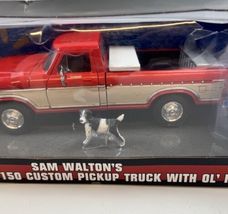 SAM WALTON'S
150 CUSTOM PICKUP TRUCK WITH OL'